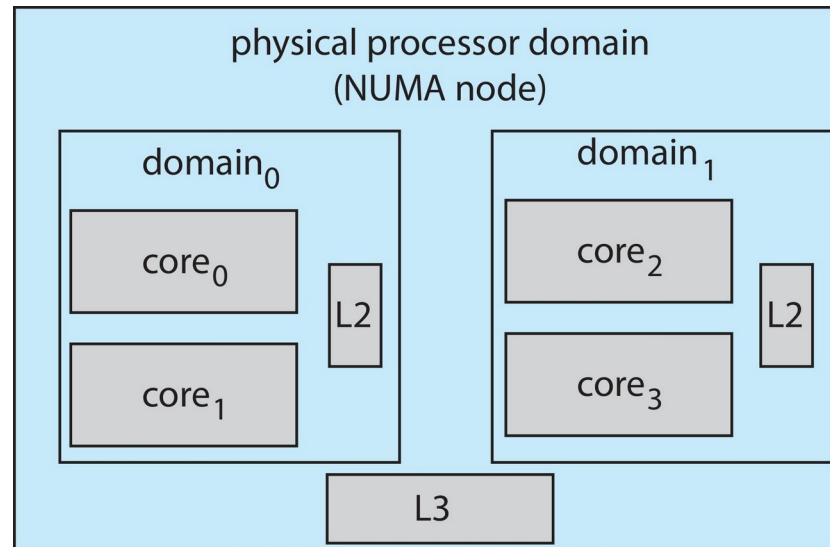 physical processor domain
(NUMA node)
domain₀
core₀
L2
core₁
domain₁
core₂
L2
core₃
L3